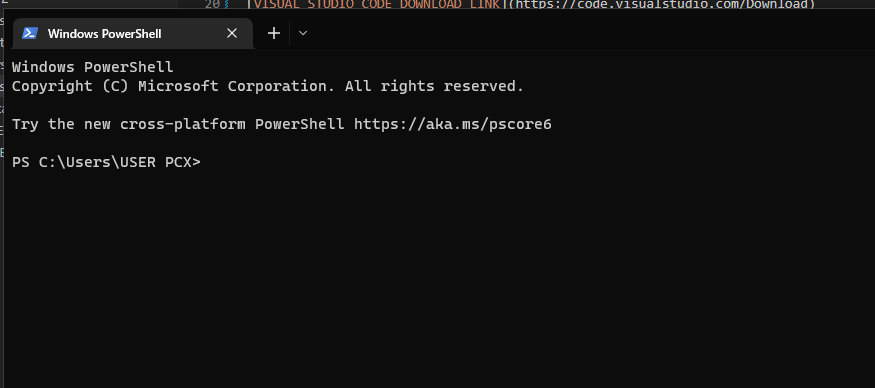 20
[VISUAL STUDIO CODE DOWNLOAD LINK](https://code.visualstudio.com/Download)
Windows PowerShell
Windows PowerShell
Copyright (C) Microsoft Corporation. All rights reserved.
Try the new cross-platform PowerShell https://aka.ms/pscore6
PS C:\Users\USER PCX>